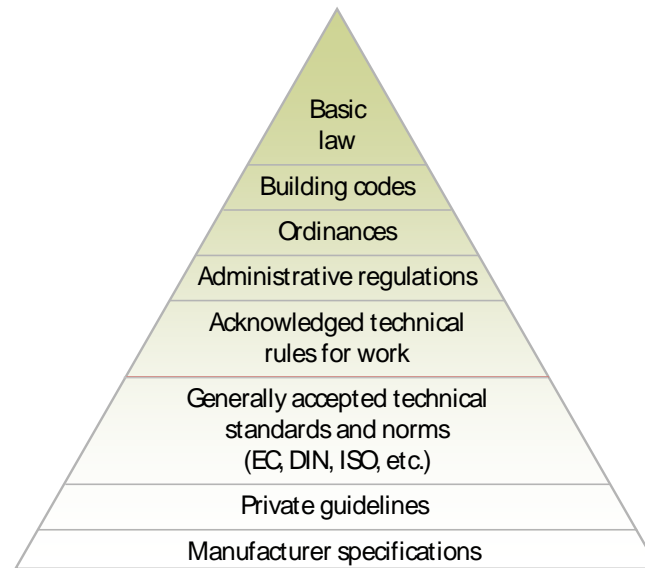 Basic
law
Building codes
Ordinances
Administrative regulations
Acknowledged technical
rules for work
Generally accepted technical
standards and norms
(EC, DIN, ISO, etc.)
Private guidelines
Manufacturer specifications